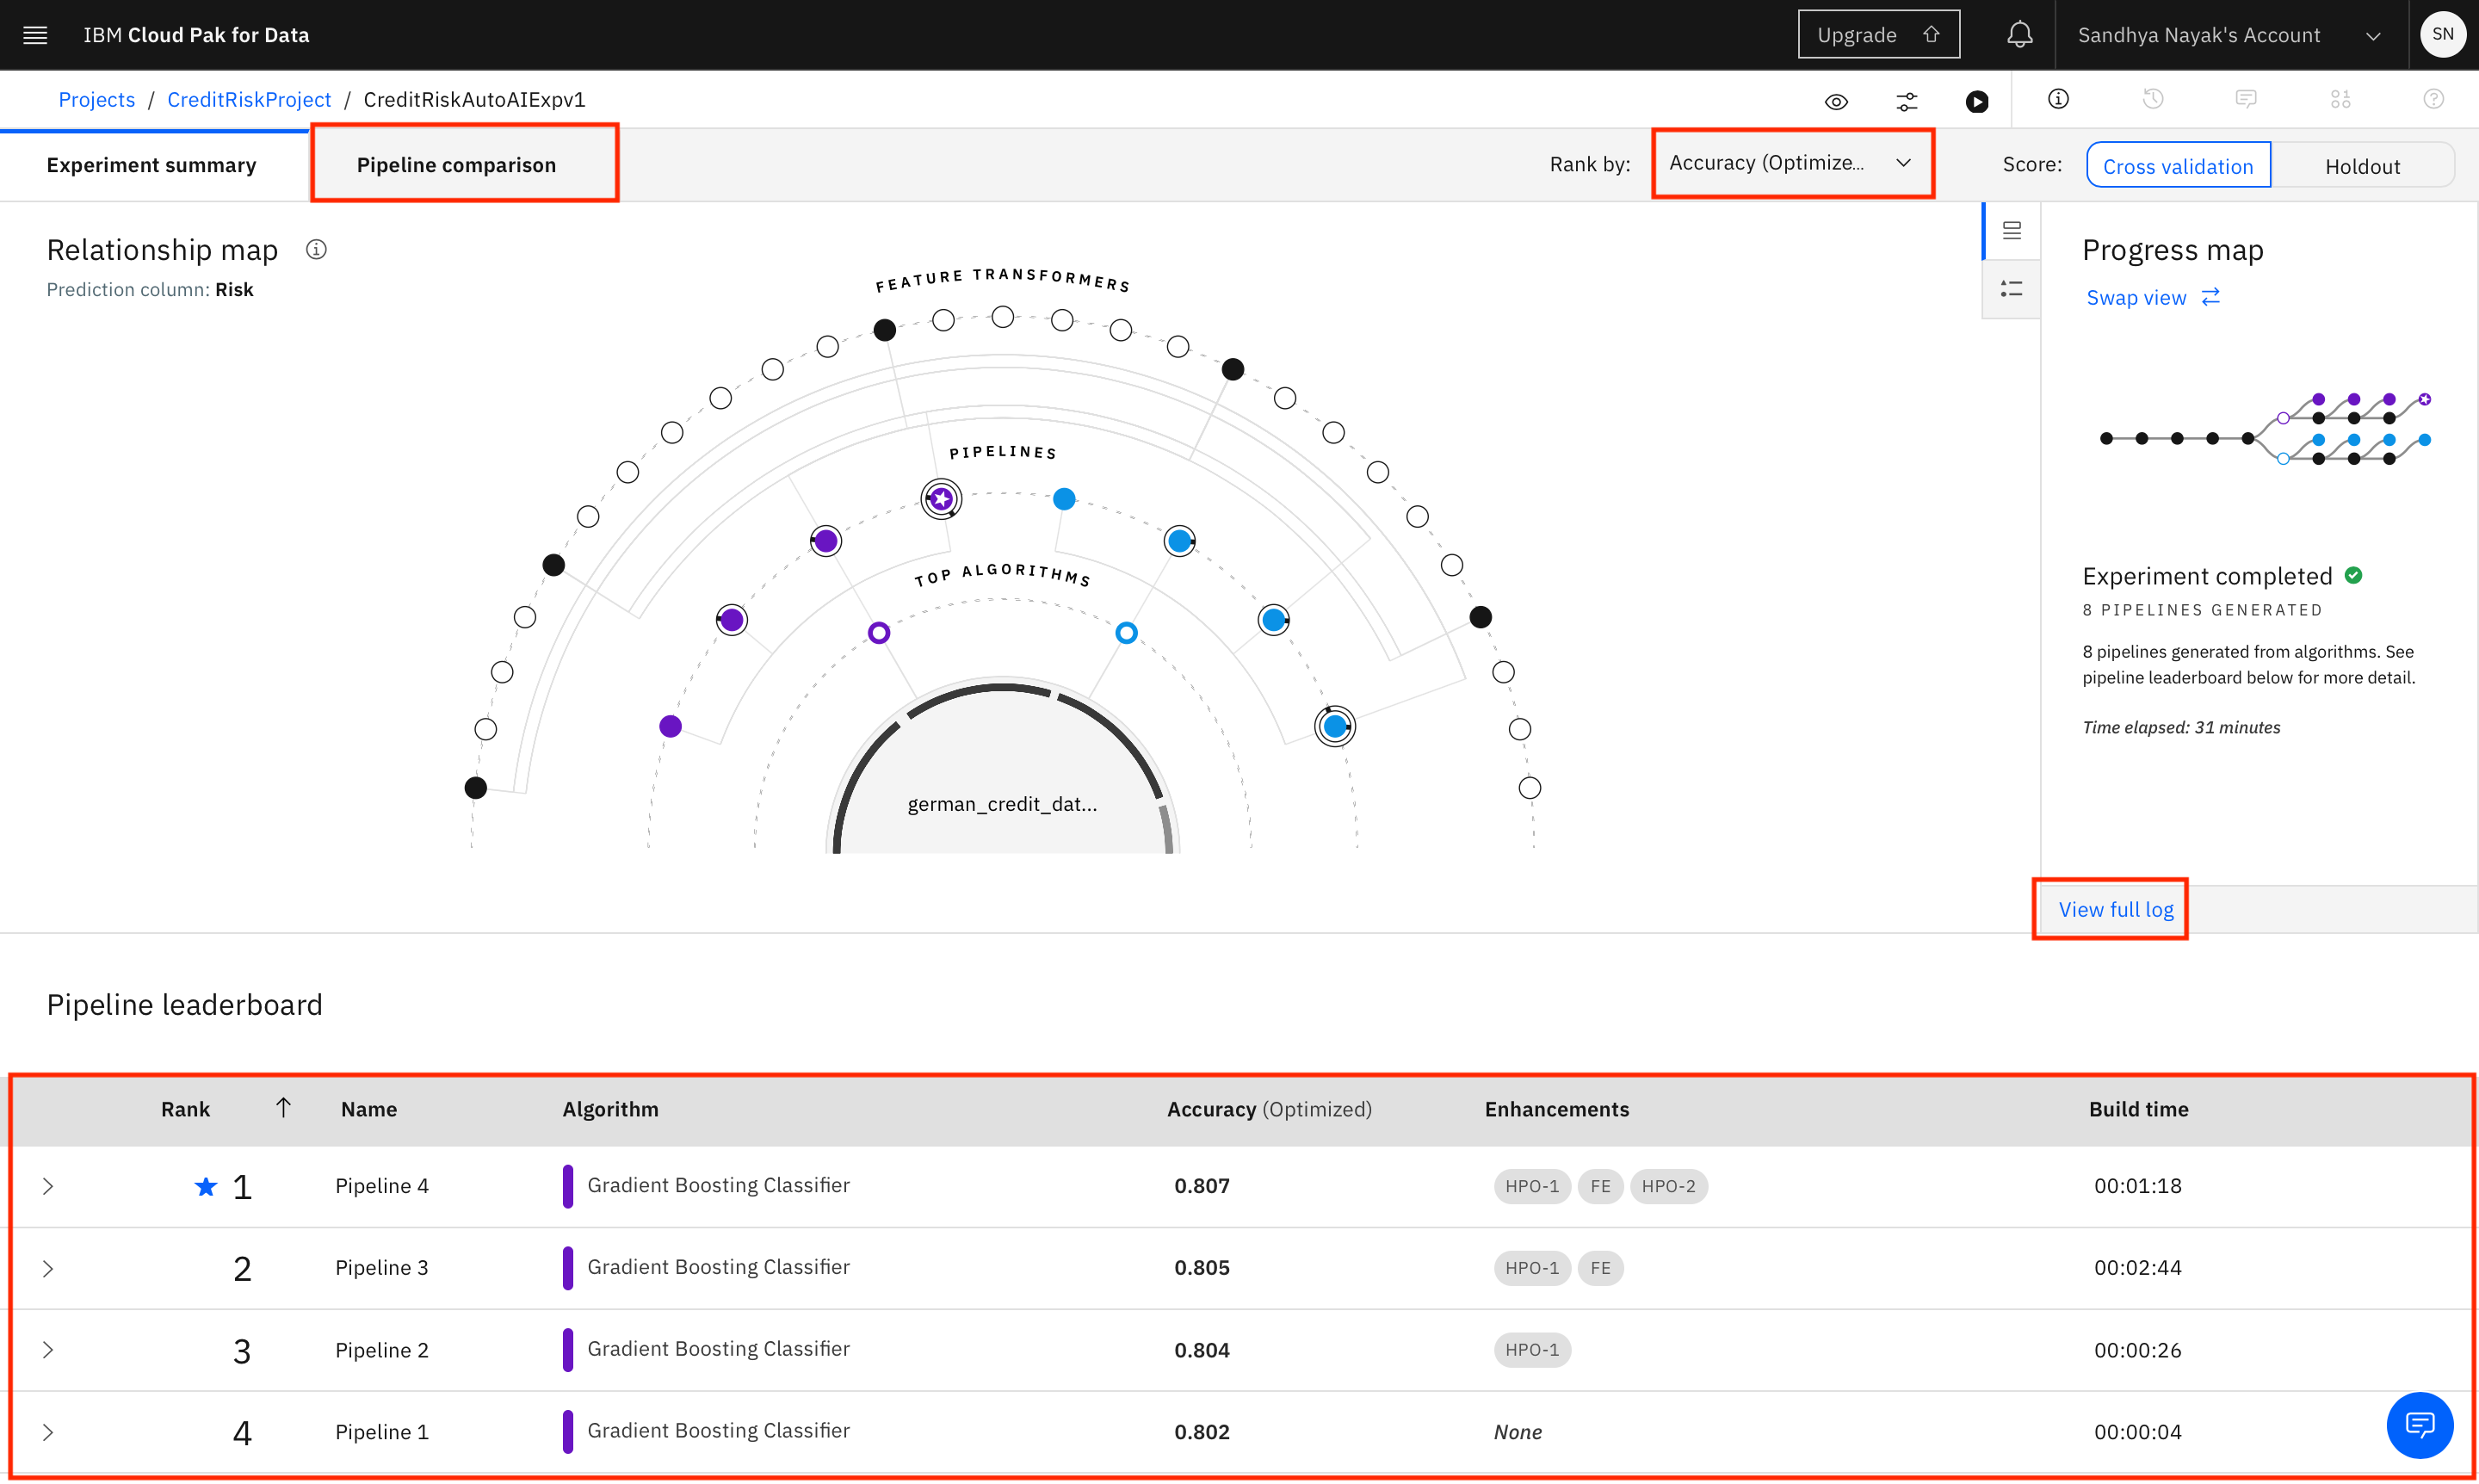 IBM Cloud Pak for Data
Upgrade
Sandhya Nayak's Account
SN
Projects / CreditRiskProject / CreditRiskAutoAIExpv1
Experiment summary
Pipeline comparison
Rank by:
Accuracy (Optimize...
Score:
Cross validation
Holdout
Relationship map
Prediction column: Risk
FEATURE TRANSFORMERS
PIPELINES
TOP ALGORITHMS
german_credit_dat...
Progress map
Swap view
Experiment completed
8 PIPELINES GENERATED
8 pipelines generated from algorithms. See
pipeline leaderboard below for more detail.
Time elapsed: 31 minutes
View full log
Pipeline leaderboard
Rank Name Algorithm Accuracy (Optimized) Enhancements Build time
1 Pipeline 4 Gradient Boosting Classifier 0.807 HPO-1 FE HPO-2 00:01:18
2 Pipeline 3 Gradient Boosting Classifier 0.805 HPO-1 FE 00:02:44
3 Pipeline 2 Gradient Boosting Classifier 0.804 HPO-1 00:00:26
4 Pipeline 1 Gradient Boosting Classifier 0.802 None 00:00:04